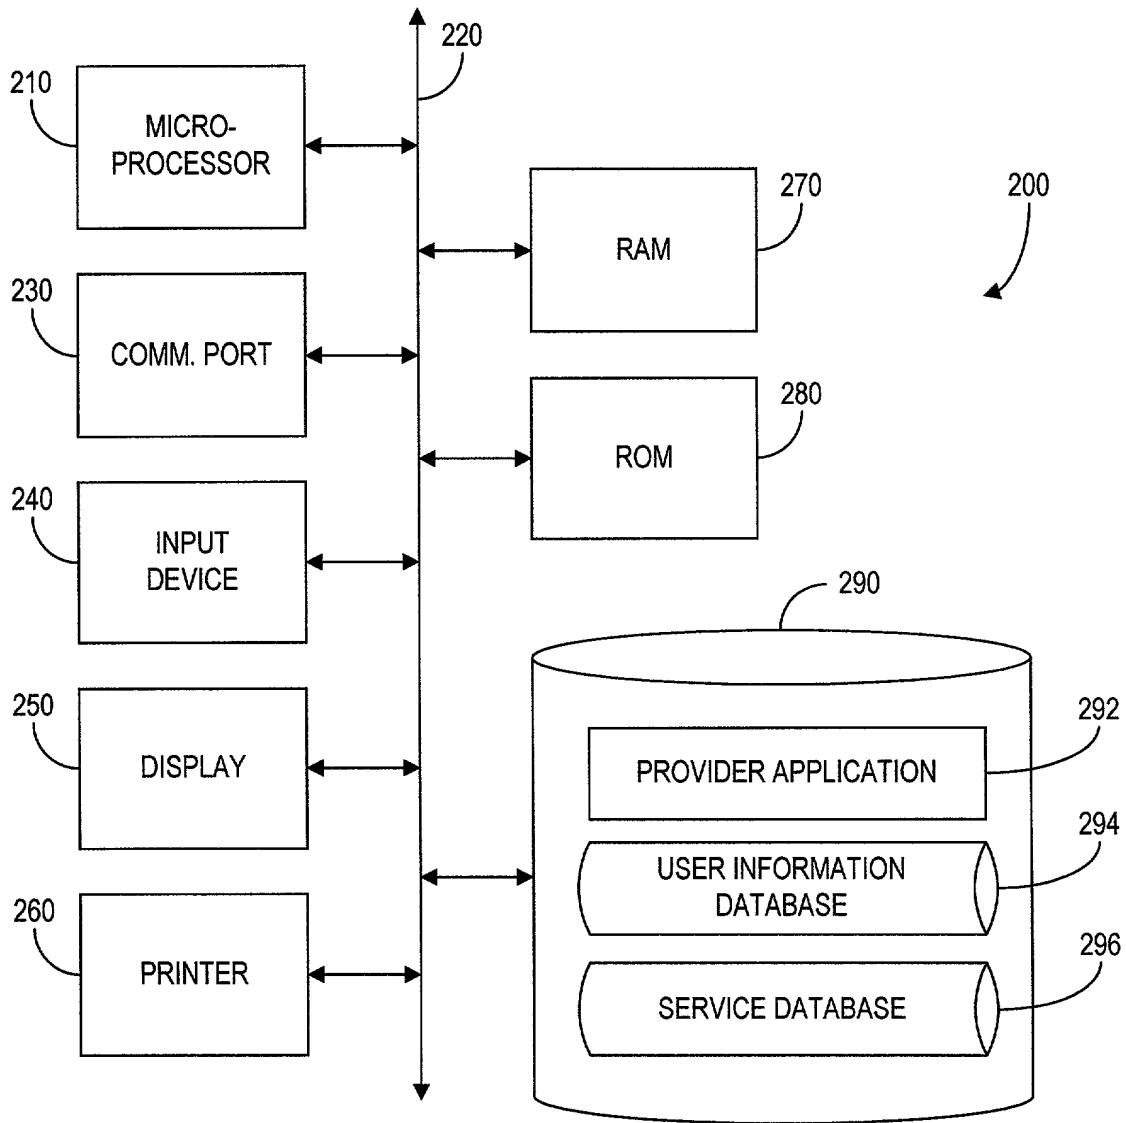 220
210
MICRO-
PROCESSOR
270
RAM
200
230
COMM. PORT
280
ROM
240
INPUT
DEVICE
290
250
DISPLAY
292
PROVIDER APPLICATION
294
USER INFORMATION
DATABASE
260
PRINTER
296
SERVICE DATABASE